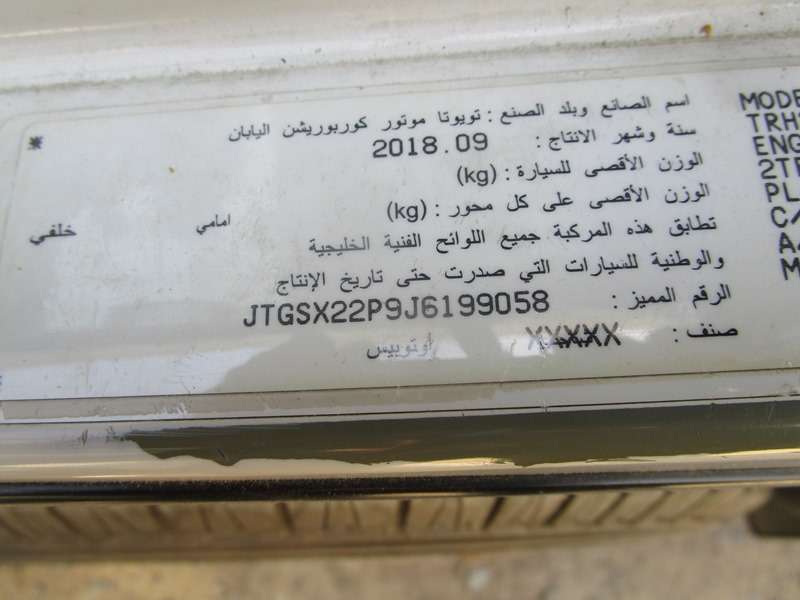 اسم الصانع وبلد الصنع : تويوتا موتور كوربوريشن اليابان
سنة وشهر الانتاج : 2018.09
الوزن الأقصى للسيارة : (kg)
الوزن الأقصى على كل محور : (kg) امامي خلفي
تطابق هذه المركبة جميع اللوائح الفنية الخليجية
والوطنية للسيارات التي صدرت حتى تاريخ الإنتاج
الرقم المميز : JTGSX22P9J6199058
صنف : XXXXX أوتوبيس
MODE
TRH
ENG
2TR
PL
C/
A
M